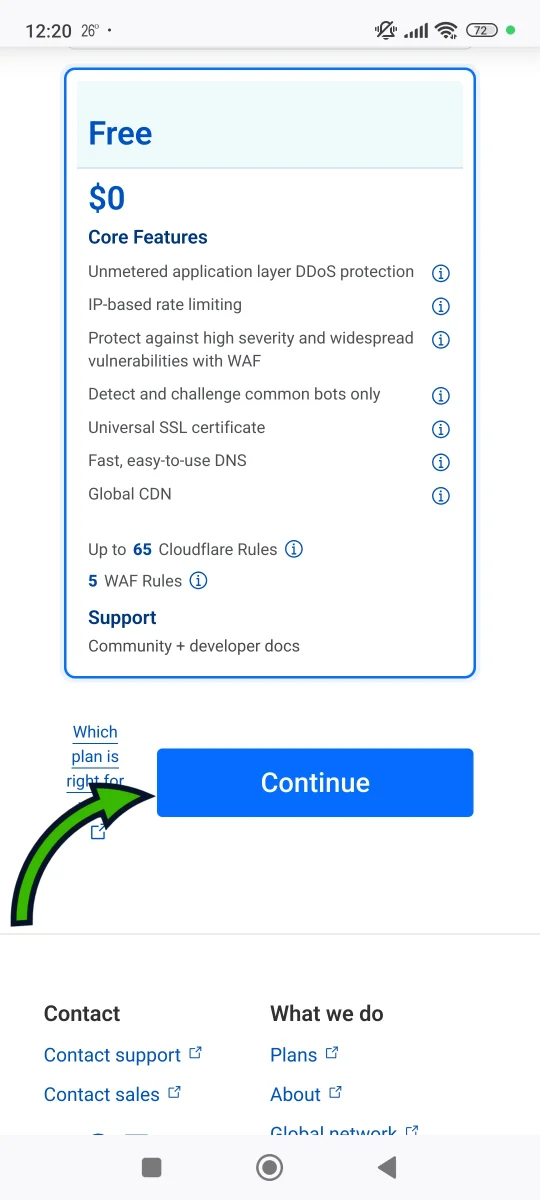 12:20 26°
72
Free
$0
Core Features
Unmetered application layer DDoS protection
IP-based rate limiting
Protect against high severity and widespread
vulnerabilities with WAF
Detect and challenge common bots only
Universal SSL certificate
Fast, easy-to-use DNS
Global CDN
Up to 65 Cloudflare Rules
5 WAF Rules
Support
Community + developer docs
Which
plan is
right for
Continue
Contact
What we do
Contact support
Plans
Contact sales
About
Global network